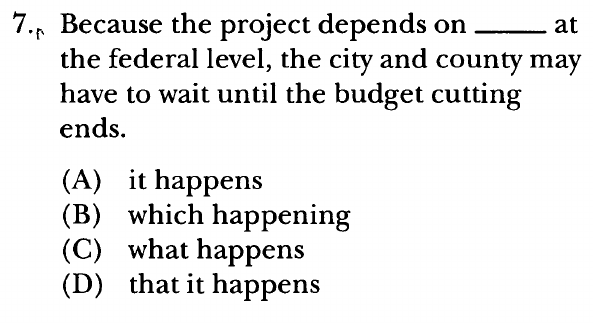 7. Because the project depends on _____ at
the federal level, the city and county may
have to wait until the budget cutting
ends.
(A) it happens
(B) which happening
(C) what happens
(D) that it happens